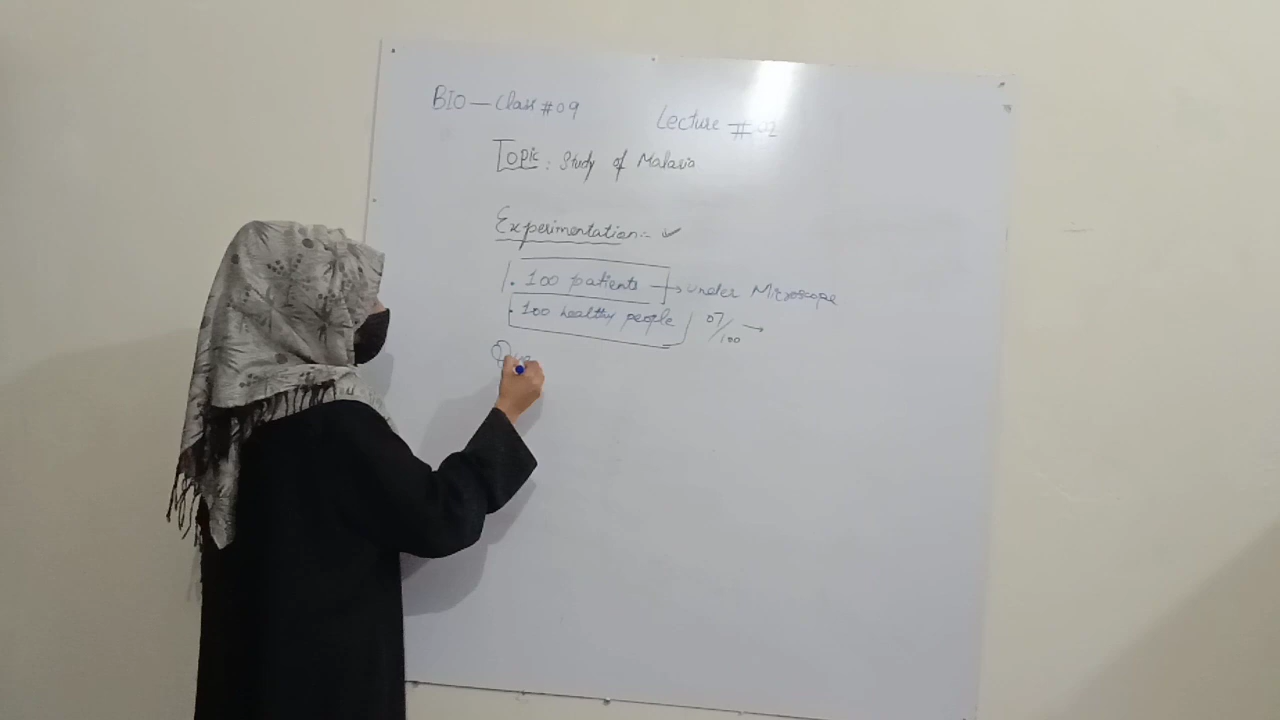 BIO — Class # 09
Lecture # 02
Topic : Study of Malaria
Experimentation:- ✓
. 100 patients → under Microscope
. 100 healthy people 07/100 →